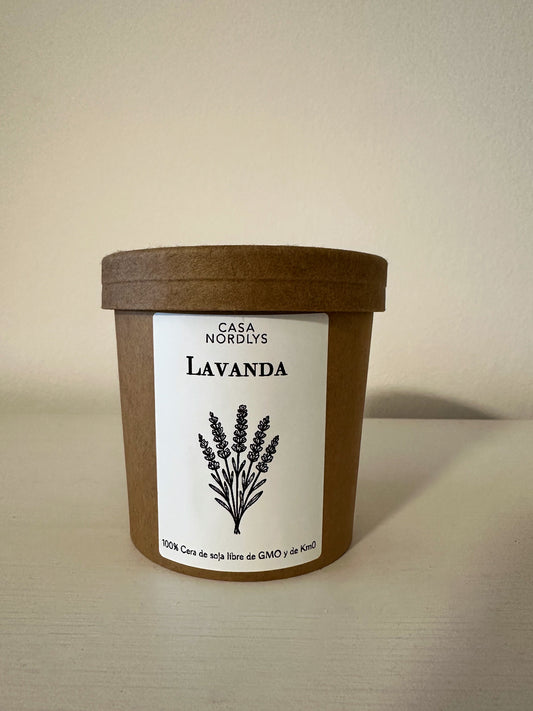 CASA
NORDLYS
LAVANDA
100% Cera de soja libre de GMO y de Km0